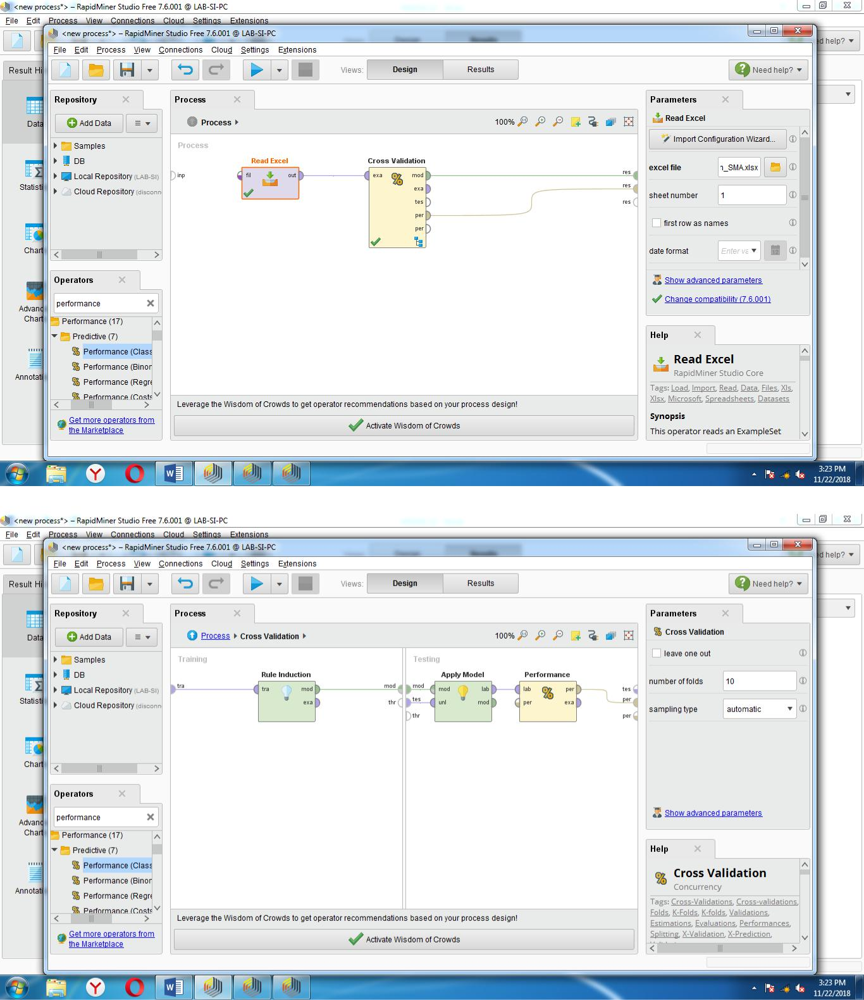 <new process*> – RapidMiner Studio Free 7.6.001 @ LAB-SI-PC
File Edit Process View Connections Cloud Settings Extensions
<new process*> – RapidMiner Studio Free 7.6.001 @ LAB-SI-PC
File Edit Process View Connections Cloud Settings Extensions
Views: Design Results Need help?
Result Hi
Data
Statisti
Chart
Advanc
Chart
Annotati
Repository
Add Data
Samples
DB
Local Repository (LAB-SI)
Cloud Repository (disconn
Operators
performance
Performance (17)
Predictive (7)
Performance (Class
Performance (Binor
Performance (Regre
Performance (Costs
Get more operators from
the Marketplace
Process
Process
100%
Process
inp
Read Excel
fil out
Cross Validation
exa mod
exa
tes
per
per
res
res
res
Leverage the Wisdom of Crowds to get operator recommendations based on your process design!
Activate Wisdom of Crowds
Parameters
Read Excel
Import Configuration Wizard...
excel file _SMA.xlsx
sheet number 1
first row as names
date format Enter va 12
Show advanced parameters
Change compatibility (7.6.001)
Help
Read Excel
RapidMiner Studio Core
Tags: Load, Import, Read, Data, Files, Xls,
Xlsx, Microsoft, Spreadsheets, Datasets
Synopsis
This operator reads an ExampleSet
3:23 PM
11/22/2018
<new process*> – RapidMiner Studio Free 7.6.001 @ LAB-SI-PC
File Edit Process View Connections Cloud Settings Extensions
<new process*> – RapidMiner Studio Free 7.6.001 @ LAB-SI-PC
File Edit Process View Connections Cloud Settings Extensions
Views: Design Results Need help?
Result Hi
Data
Statisti
Chart
Advanc
Chart
Annotati
Repository
Add Data
Samples
DB
Local Repository (LAB-SI)
Cloud Repository (disconn
Operators
performance
Performance (17)
Predictive (7)
Performance (Class
Performance (Binor
Performance (Regre
Performance (Costs
Get more operators from
the Marketplace
Process
Process Cross Validation
100%
Training
tra
Rule Induction
tra mod
exa
mod
thr
Testing
mod
tes
thr
Apply Model
mod lab
unl mod
Performance
lab per
per exa
tes
per
per
Leverage the Wisdom of Crowds to get operator recommendations based on your process design!
Activate Wisdom of Crowds
Parameters
Cross Validation
leave one out
number of folds 10
sampling type automatic
Show advanced parameters
Help
Cross Validation
Concurrency
Tags: Cross-Validations, Cross-validations,
Folds, K-Folds, K-folds, Validations,
Estimations, Evaluations, Performances,
Splitting, X-Validation, X-Prediction,
3:23 PM
11/22/2018